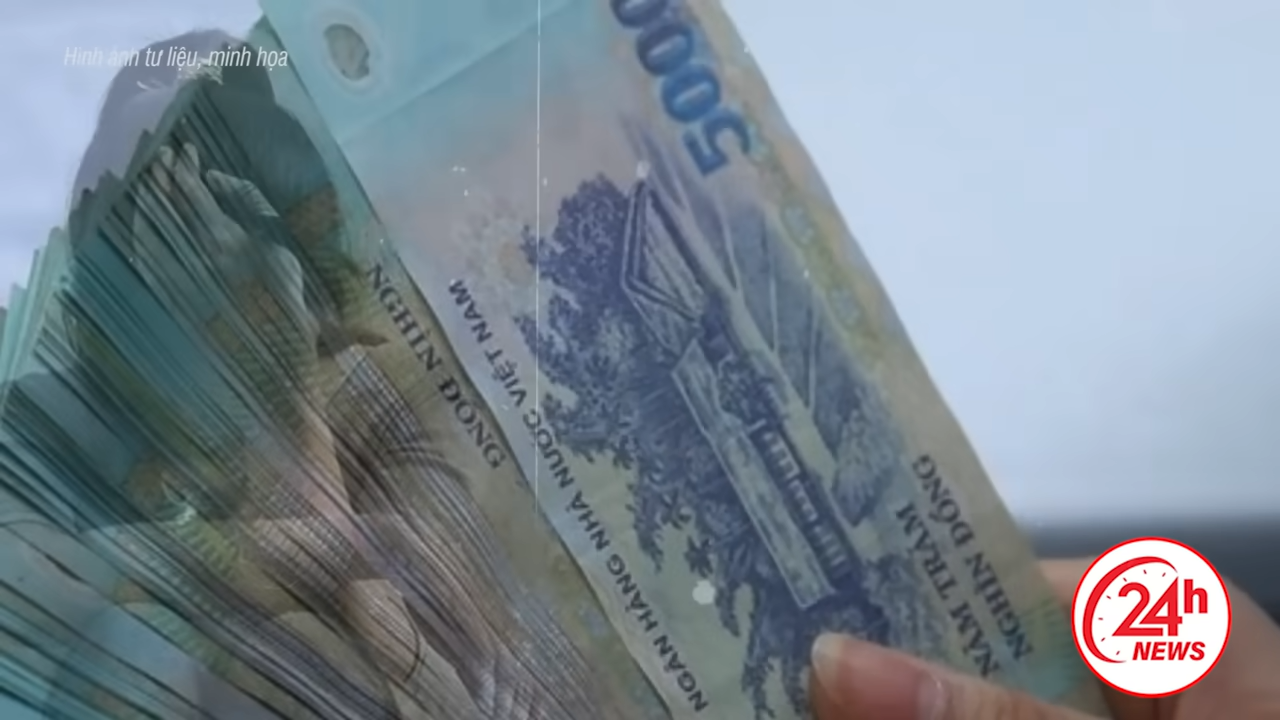 Hình ảnh tư liệu, minh họa
5000
NGHÌN ĐỒNG
NGÂN HÀNG NHÀ NƯỚC VIỆT NAM
NĂM TRĂM
NGHÌN ĐỒNG
24h
NEWS